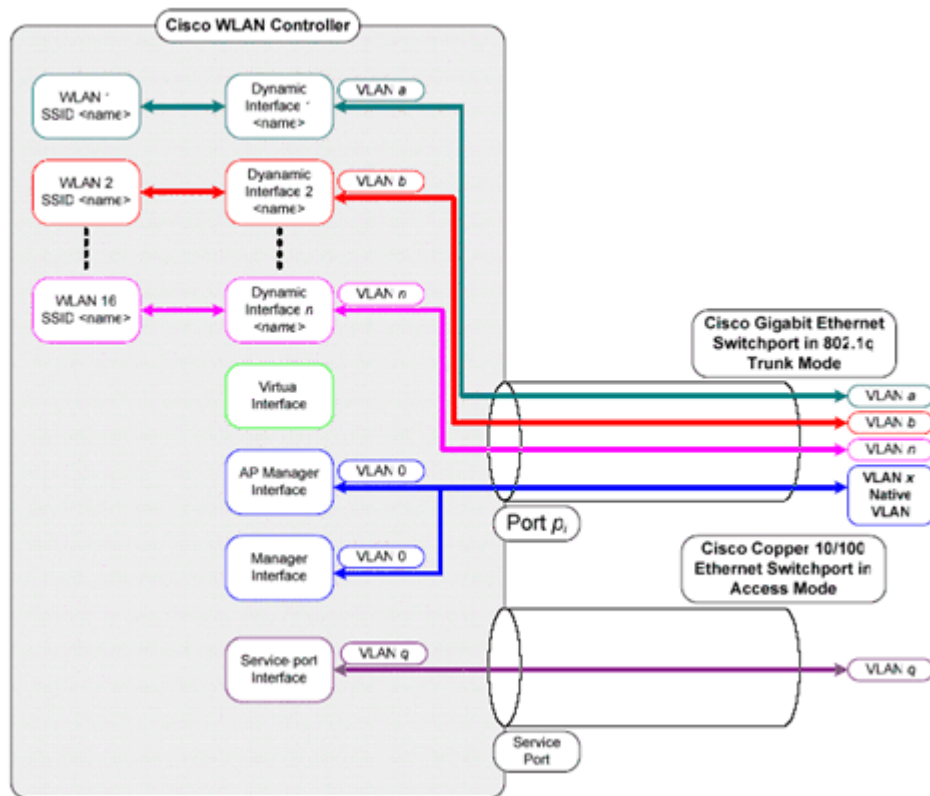 Cisco WLAN Controller
WLAN 1
SSID <name>
Dynamic
Interface 1
<name>
VLAN a
WLAN 2
SSID <name>
Dyanamic
Interface 2
<name>
VLAN b
WLAN 16
SSID <name>
Dynamic
Interface n
<name>
VLAN n
Cisco Gigabit Ethernet
Switchport in 802.1q
Trunk Mode
Virtua
Interface
VLAN a
VLAN b
VLAN n
AP Manager
Interface
VLAN 0
VLAN x
Native
VLAN
Port pi
Manager
Interface
VLAN 0
Cisco Copper 10/100
Ethernet Switchport in
Access Mode
Service-port
Interface
VLAN q
VLAN q
Service
Port